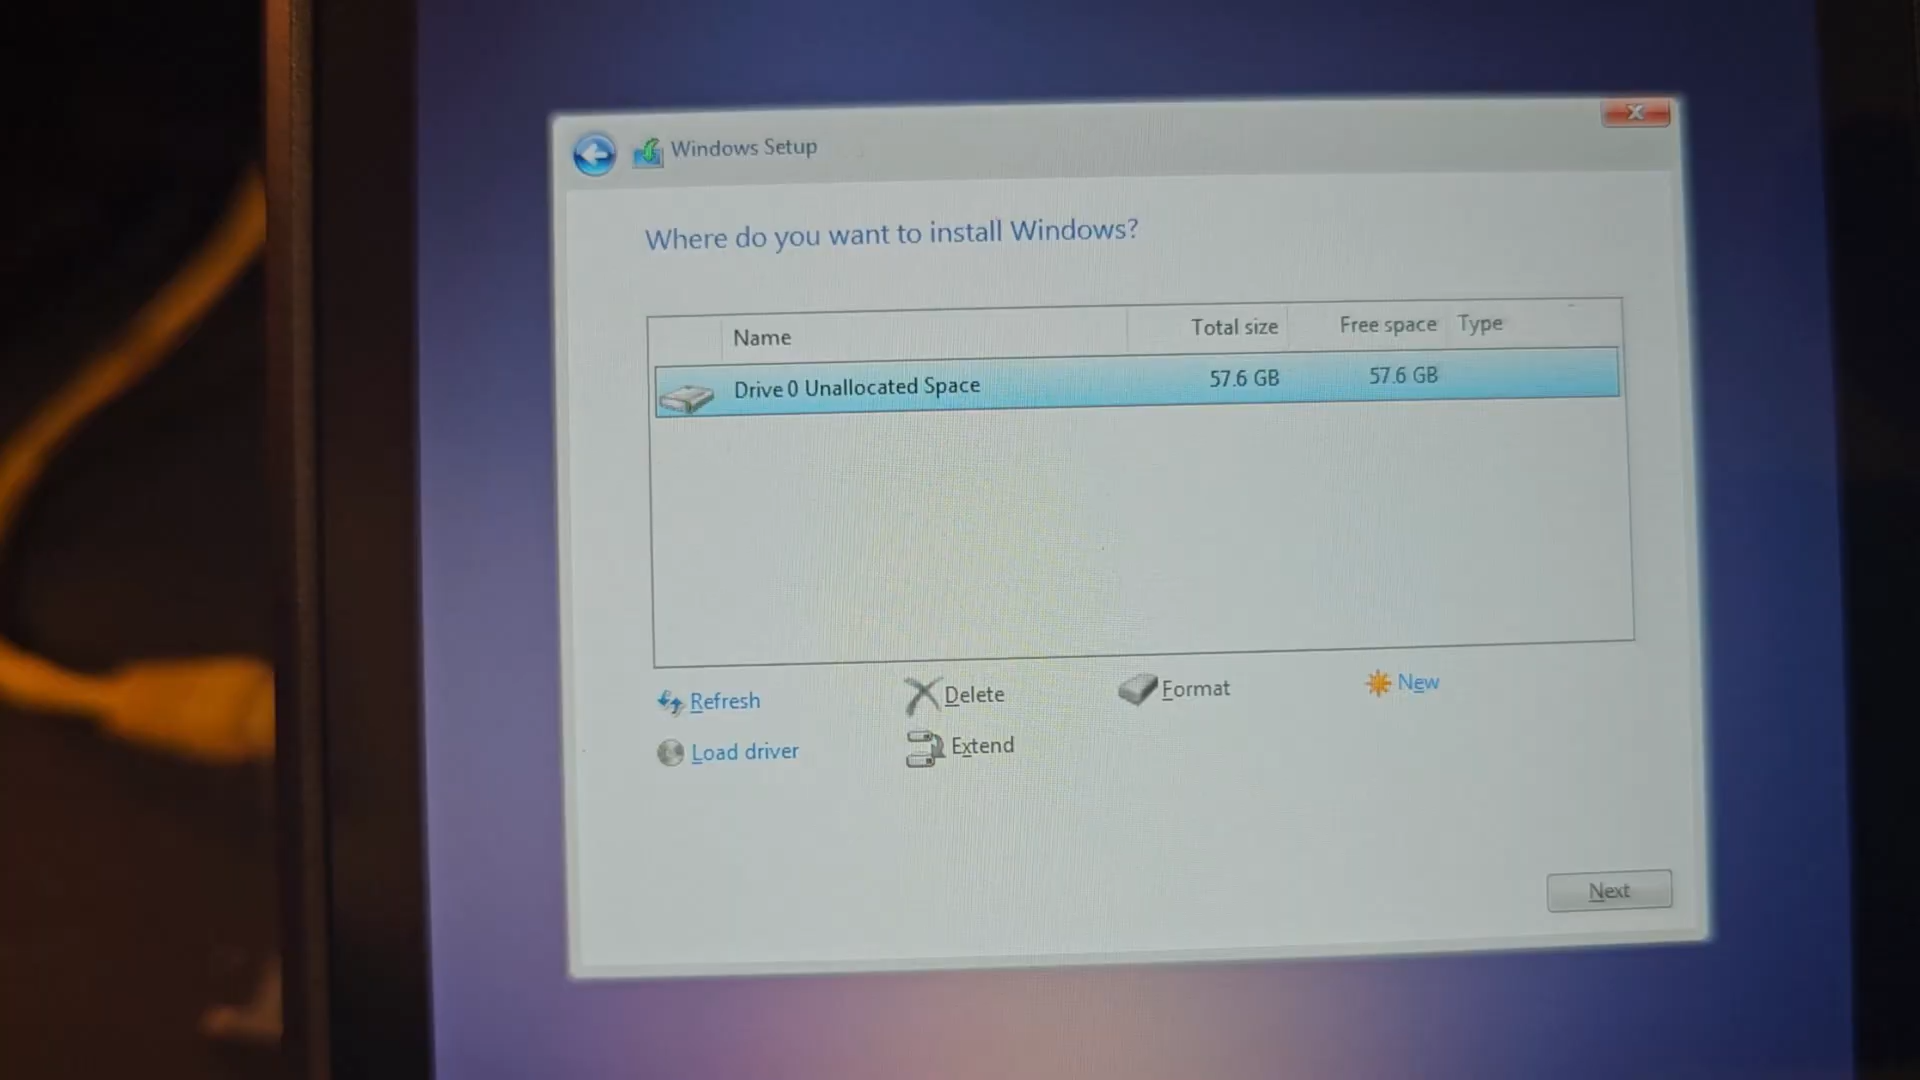 Windows Setup
Where do you want to install Windows?
Name Total size Free space Type
Drive 0 Unallocated Space 57.6 GB 57.6 GB
Refresh Delete Format New
Load driver Extend
Next